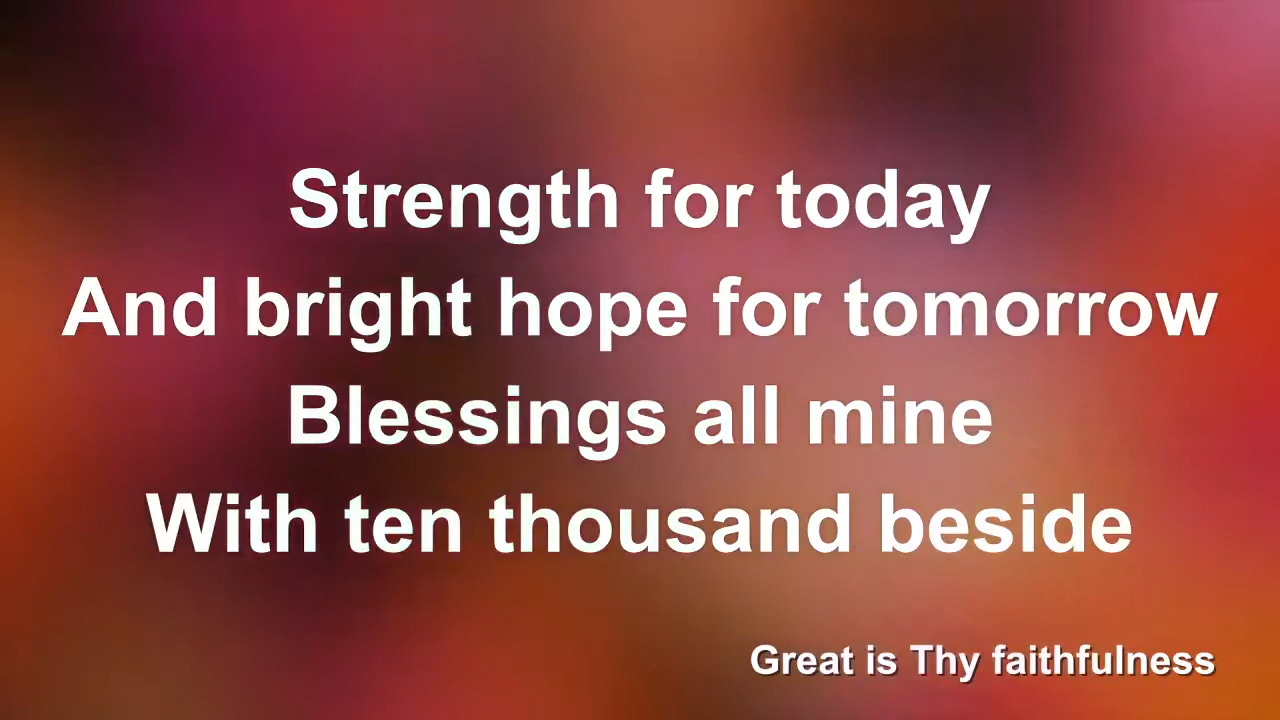 Strength for today
And bright hope for tomorrow
Blessings all mine
With ten thousand beside
Great is Thy faithfulness